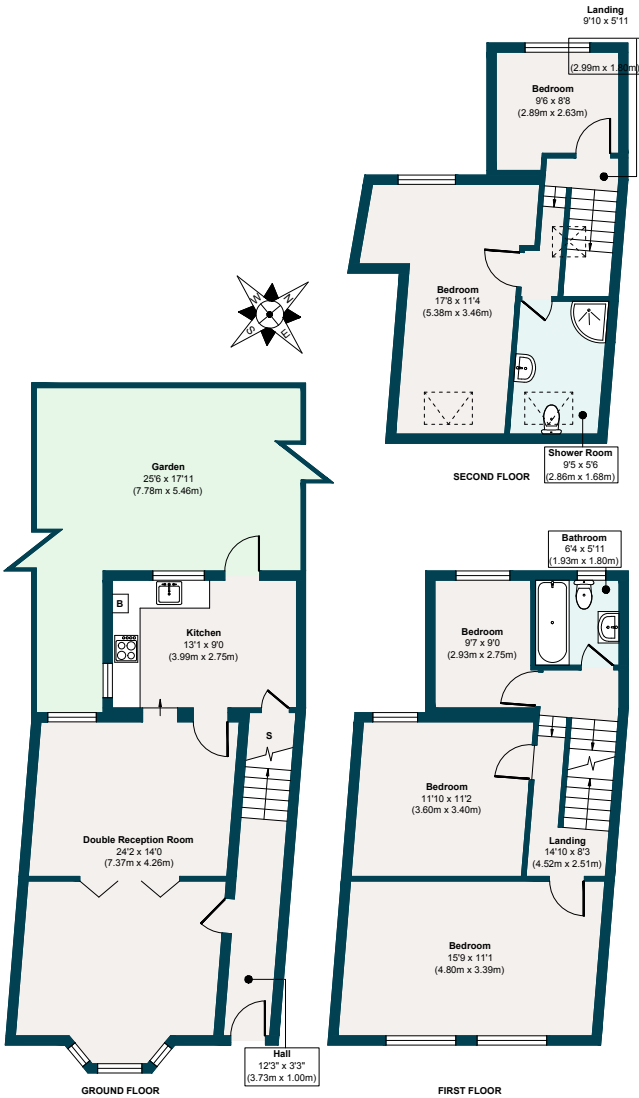 Landing
9'10 x 5'11
(2.99m x 1.80m)
Bedroom
9'6 x 8'8
(2.89m x 2.63m)
Bedroom
17'8 x 11'4
(5.38m x 3.46m)
Shower Room
9'5 x 5'6
(2.86m x 1.68m)
SECOND FLOOR
N
E
S
W
Garden
25'6 x 17'11
(7.78m x 5.46m)
B
Kitchen
13'1 x 9'0
(3.99m x 2.75m)
S
Double Reception Room
24'2 x 14'0
(7.37m x 4.26m)
Hall
12'3" x 3'3"
(3.73m x 1.00m)
GROUND FLOOR
Bathroom
6'4 x 5'11
(1.93m x 1.80m)
Bedroom
9'7 x 9'0
(2.93m x 2.75m)
Bedroom
11'10 x 11'2
(3.60m x 3.40m)
Landing
14'10 x 8'3
(4.52m x 2.51m)
Bedroom
15'9 x 11'1
(4.80m x 3.39m)
FIRST FLOOR